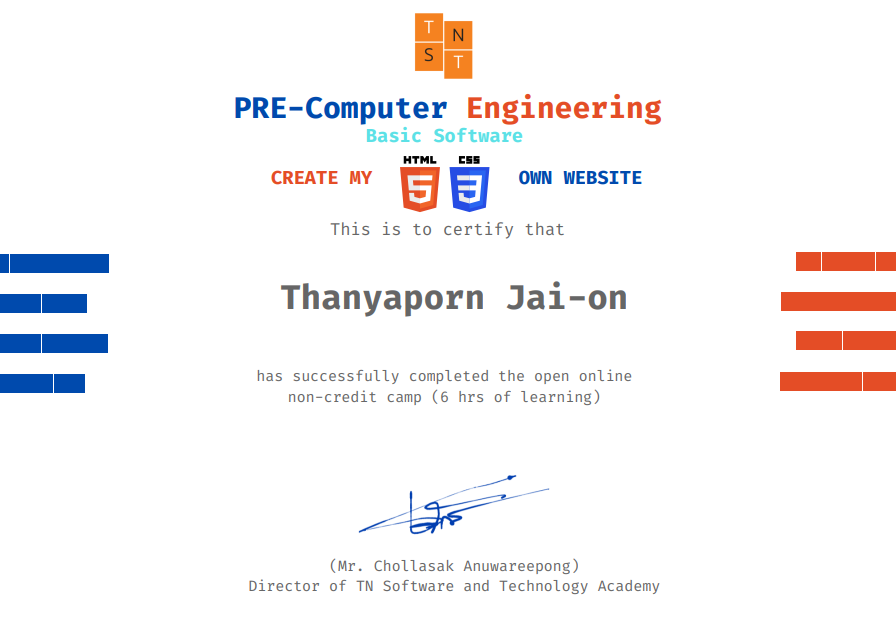 T N
S T
PRE-Computer Engineering
Basic Software
HTML CSS
CREATE MY 5 3 OWN WEBSITE
This is to certify that
Thanyaporn Jai-on
has successfully completed the open online
non-credit camp (6 hrs of learning)
(Mr. Chollasak Anuwareepong)
Director of TN Software and Technology Academy